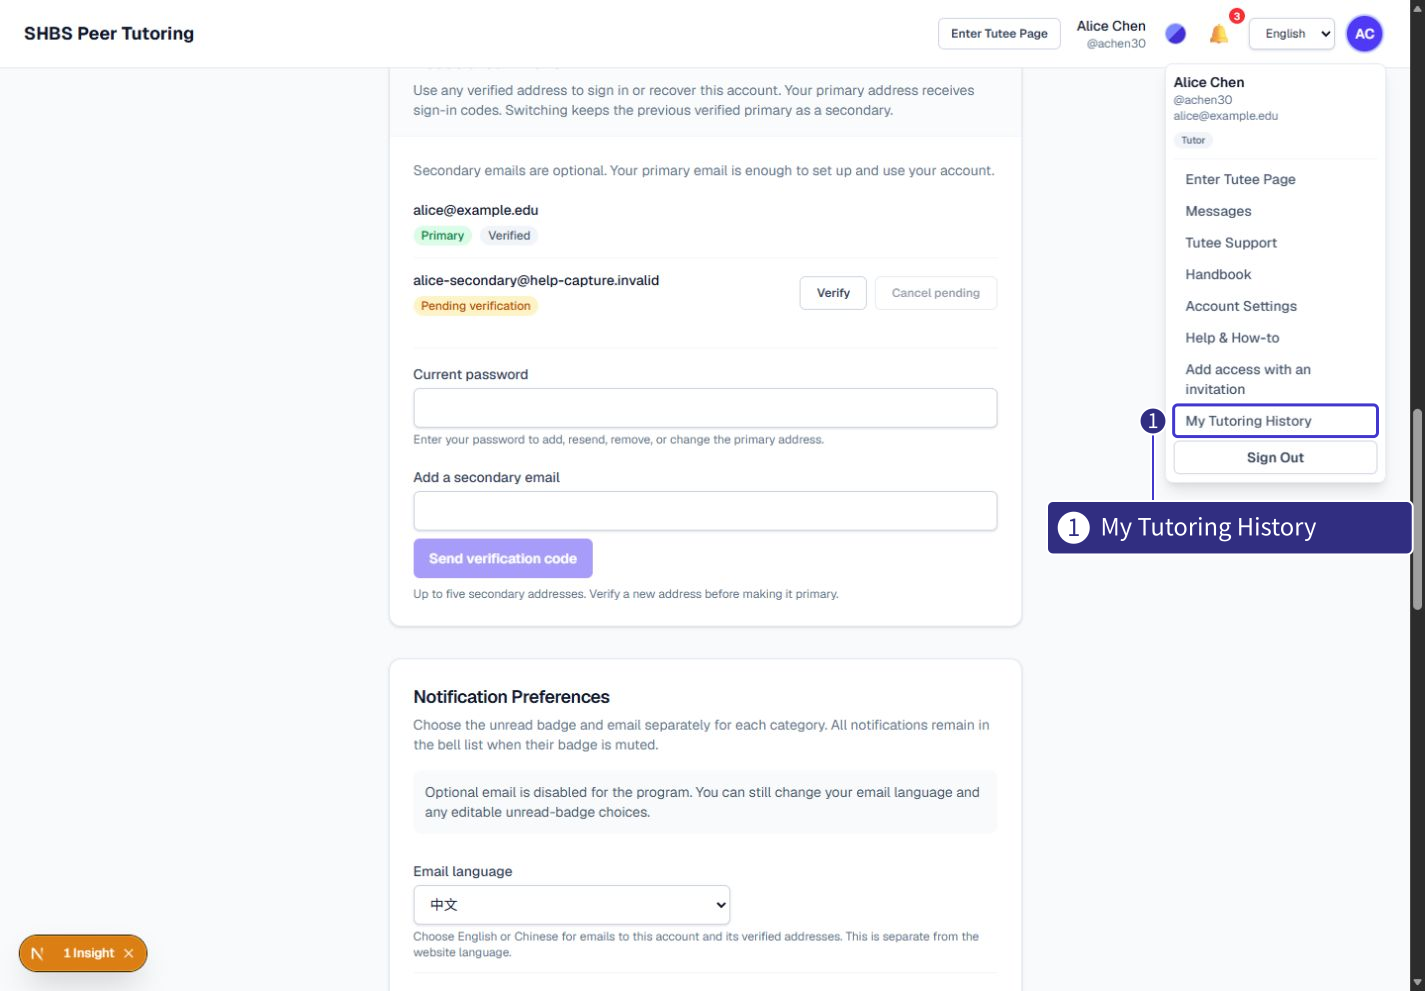 SHBS Peer Tutoring
Enter Tutee Page
Alice Chen
@achen30
3
English
AC
Use any verified address to sign in or recover this account. Your primary address receives
sign-in codes. Switching keeps the previous verified primary as a secondary.
Secondary emails are optional. Your primary email is enough to set up and use your account.
alice@example.edu
Primary
Verified
alice-secondary@help-capture.invalid
Pending verification
Verify
Cancel pending
Current password
Enter your password to add, resend, remove, or change the primary address.
Add a secondary email
Send verification code
Up to five secondary addresses. Verify a new address before making it primary.
Notification Preferences
Choose the unread badge and email separately for each category. All notifications remain in
the bell list when their badge is muted.
Optional email is disabled for the program. You can still change your email language and
any editable unread-badge choices.
Email language
中文
Choose English or Chinese for emails to this account and its verified addresses. This is separate from the
website language.
Alice Chen
@achen30
alice@example.edu
Tutor
Enter Tutee Page
Messages
Tutee Support
Handbook
Account Settings
Help & How-to
Add access with an
invitation
1
My Tutoring History
Sign Out
1 My Tutoring History
N 1 Insight ×